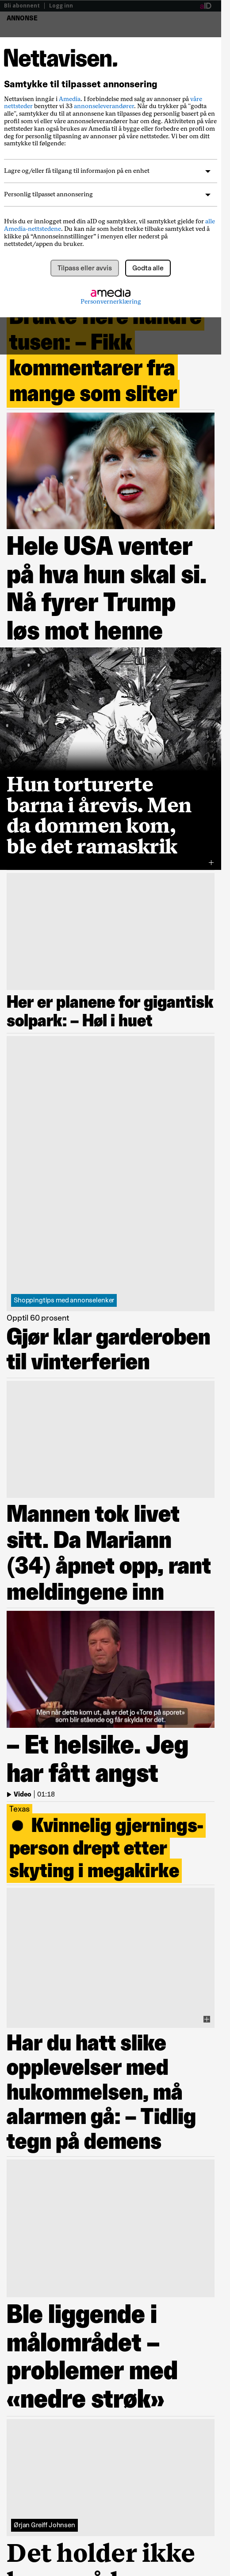 Bli abonnent | Logg inn
ANNONSE
Nettavisen.
Samtykke til tilpasset annonsering
Nettavisen inngår i Amedia. I forbindelse med salg av annonser på våre
nettsteder benytter vi 33 annonseleverandører. Når du trykker "godta
alle", samtykker du til at annonsene kan tilpasses deg personlig basert på en
profil som vi og/eller våre annonseleverandører har om deg. Aktiviteten på våre
nettsteder kan også brukes av Amedia til å bygge eller forbedre en profil om
deg for personlig tilpasning av annonser på våre nettsteder. Vi ber om ditt
samtykke til følgende:
Lagre og/eller få tilgang til informasjon på en enhet
Personlig tilpasset annonsering
Hvis du er innlogget med din aID og samtykker, vil samtykket gjelde for alle
Amedia-nettstedene. Du kan når som helst trekke tilbake samtykket ved å
klikke på "Annonseinnstillinger" i menyen eller nederst på
nettstedet/appen du bruker.
Tilpass eller avvis Godta alle
amedia
Personvernerklæring
Brukte flere hundre
tusen: – Fikk
kommentarer fra
mange som sliter
Hele USA venter
på hva hun skal si.
Nå fyrer Trump
løs mot henne
Hun torturerte
barna i årevis. Men
da dommen kom,
ble det ramaskrik
Her er planene for gigantisk
solpark: – Høl i huet
Shoppingtips med annonselenker
Opptil 60 prosent
Gjør klar garderoben
til vinterferien
Mannen tok livet
sitt. Da Mariann
(34) åpnet opp, rant
meldingene inn
Men når dette kom ut, så er det jo «Tore på sporet»
som blir stående og får skylda for det.
– Et helsike. Jeg
har fått angst
Video | 01:18
Texas
Kvinnelig gjernings-
person drept etter
skyting i megakirke
Har du hatt slike
opplevelser med
hukommelsen, må
alarmen gå: – Tidlig
tegn på demens
Ble liggende i
målområdet –
problemer med
«nedre strøk»
Ørjan Greiff Johnsen
Det holder ikke